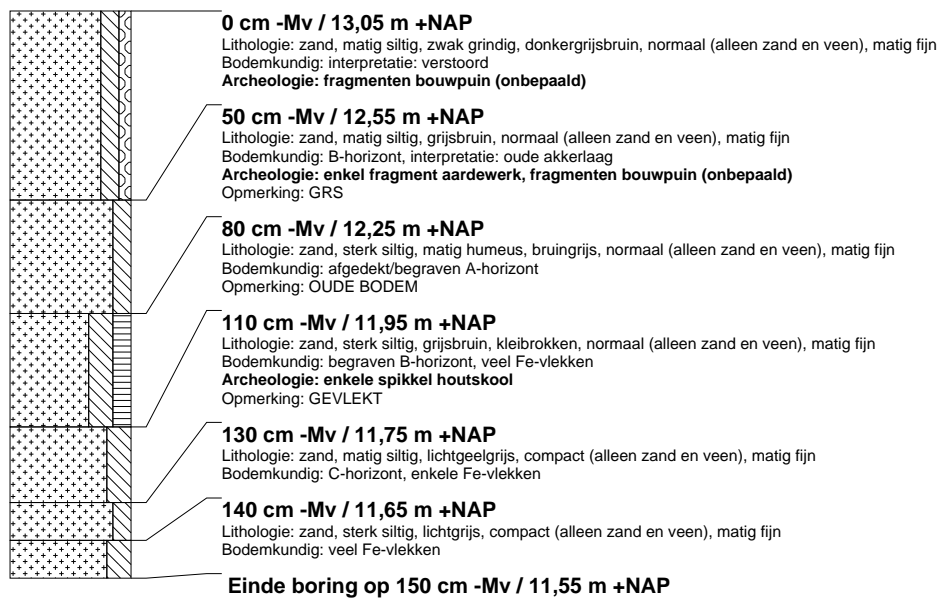 0 cm -Mv / 13,05 m +NAP
Lithologie: zand, matig siltig, zwak grindig, donkergrijsbruin, normaal (alleen zand en veen), matig fijn
Bodemkundig: interpretatie: verstoord
Archeologie: fragmenten bouwpuin (onbepaald)
50 cm -Mv / 12,55 m +NAP
Lithologie: zand, matig siltig, grijsbruin, normaal (alleen zand en veen), matig fijn
Bodemkundig: B-horizont, interpretatie: oude akkerlaag
Archeologie: enkel fragment aardewerk, fragmenten bouwpuin (onbepaald)
Opmerking: GRS
80 cm -Mv / 12,25 m +NAP
Lithologie: zand, sterk siltig, matig humeus, bruingrijs, normaal (alleen zand en veen), matig fijn
Bodemkundig: afgedekt/begraven A-horizont
Opmerking: OUDE BODEM
110 cm -Mv / 11,95 m +NAP
Lithologie: zand, sterk siltig, grijsbruin, kleibrokken, normaal (alleen zand en veen), matig fijn
Bodemkundig: begraven B-horizont, veel Fe-vlekken
Archeologie: enkele spikkel houtskool
Opmerking: GEVLEKT
130 cm -Mv / 11,75 m +NAP
Lithologie: zand, matig siltig, lichtgeelgrijs, compact (alleen zand en veen), matig fijn
Bodemkundig: C-horizont, enkele Fe-vlekken
140 cm -Mv / 11,65 m +NAP
Lithologie: zand, sterk siltig, lichtgrijs, compact (alleen zand en veen), matig fijn
Bodemkundig: veel Fe-vlekken
Einde boring op 150 cm -Mv / 11,55 m +NAP